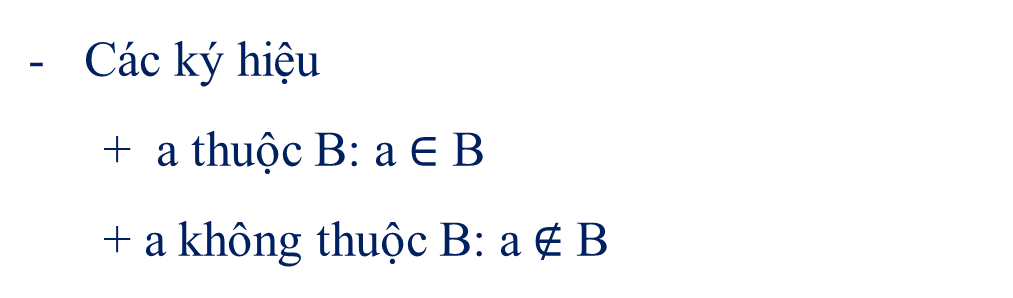 - Các ký hiệu
+ a thuộc B: a ∈ B
+ a không thuộc B: a ∉ B